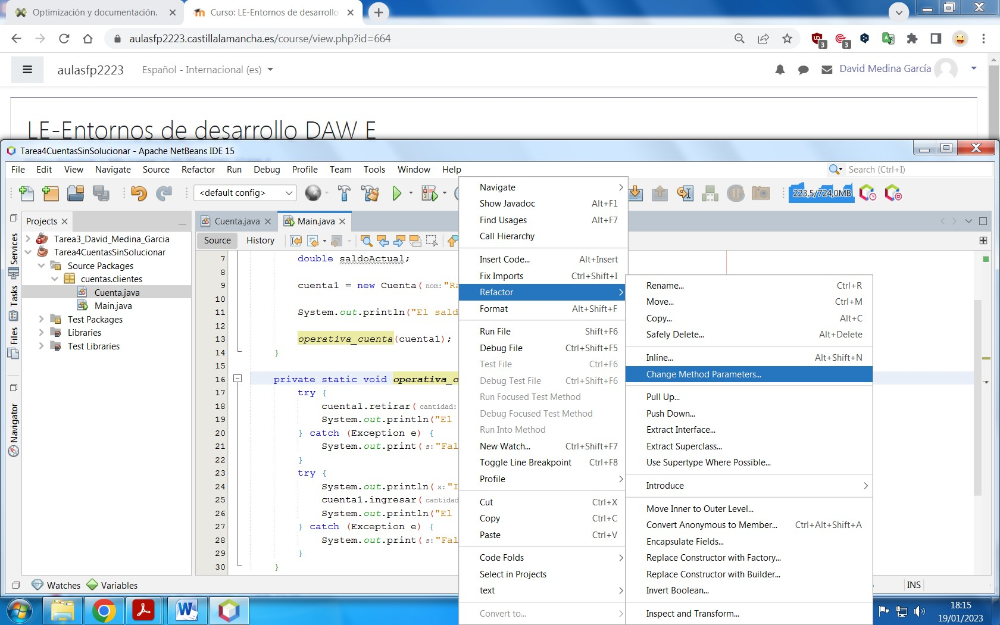 Optimización y documentación.
Curso: LE-Entornos de desarrollo
aulasfp2223.castillalamancha.es/course/view.php?id=664
3
3
aulasfp2223
Español - Internacional (es)
David Medina García
LE-Entornos de desarrollo DAW E
Tarea4CuentasSinSolucionar - Apache NetBeans IDE 15
File Edit View Navigate Source Refactor Run Debug Profile Team Tools Window Help
Search (Ctrl+I)
<default config>
223,5/724,0MB
Services
Tasks
Files
Navigator
Projects
Tarea3_David_Medina_Garcia
Tarea4CuentasSinSolucionar
Source Packages
cuentas.clientes
Cuenta.java
Main.java
Test Packages
Libraries
Test Libraries
Cuenta.java
Main.java
Source History
7 double saldoActual;
8
9 cuenta1 = new Cuenta(nom:"Ra
10
11 System.out.println("El sald
12
13 operativa_cuenta(cuenta1);
14 }
15
16 private static void operativa_c
17 try {
18 cuenta1.retirar(cantidad:
19 System.out.println("El
20 } catch (Exception e) {
21 System.out.print(s:"Fal
22 }
23 try {
24 System.out.println(x:"I
25 cuenta1.ingresar(cantidad
26 System.out.println("El
27 } catch (Exception e) {
28 System.out.print(s:"Fal
29 }
30 }
Navigate
Show Javadoc Alt+F1
Find Usages Alt+F7
Call Hierarchy
Insert Code... Alt+Insert
Fix Imports Ctrl+Shift+I
Refactor
Format Alt+Shift+F
Run File Shift+F6
Debug File Ctrl+Shift+F5
Test File Ctrl+F6
Debug Test File Ctrl+Shift+F6
Run Focused Test Method
Debug Focused Test Method
Run Into Method
New Watch... Ctrl+Shift+F7
Toggle Line Breakpoint Ctrl+F8
Profile
Cut Ctrl+X
Copy Ctrl+C
Paste Ctrl+V
Code Folds
Select in Projects
text
Convert to...
Rename... Ctrl+R
Move... Ctrl+M
Copy... Alt+C
Safely Delete... Alt+Delete
Inline... Alt+Shift+N
Change Method Parameters...
Pull Up...
Push Down...
Extract Interface...
Extract Superclass...
Use Supertype Where Possible...
Introduce
Move Inner to Outer Level...
Convert Anonymous to Member... Ctrl+Alt+Shift+A
Encapsulate Fields...
Replace Constructor with Factory...
Replace Constructor with Builder...
Invert Boolean...
Inspect and Transform...
Watches Variables
INS
18:15
19/01/2023